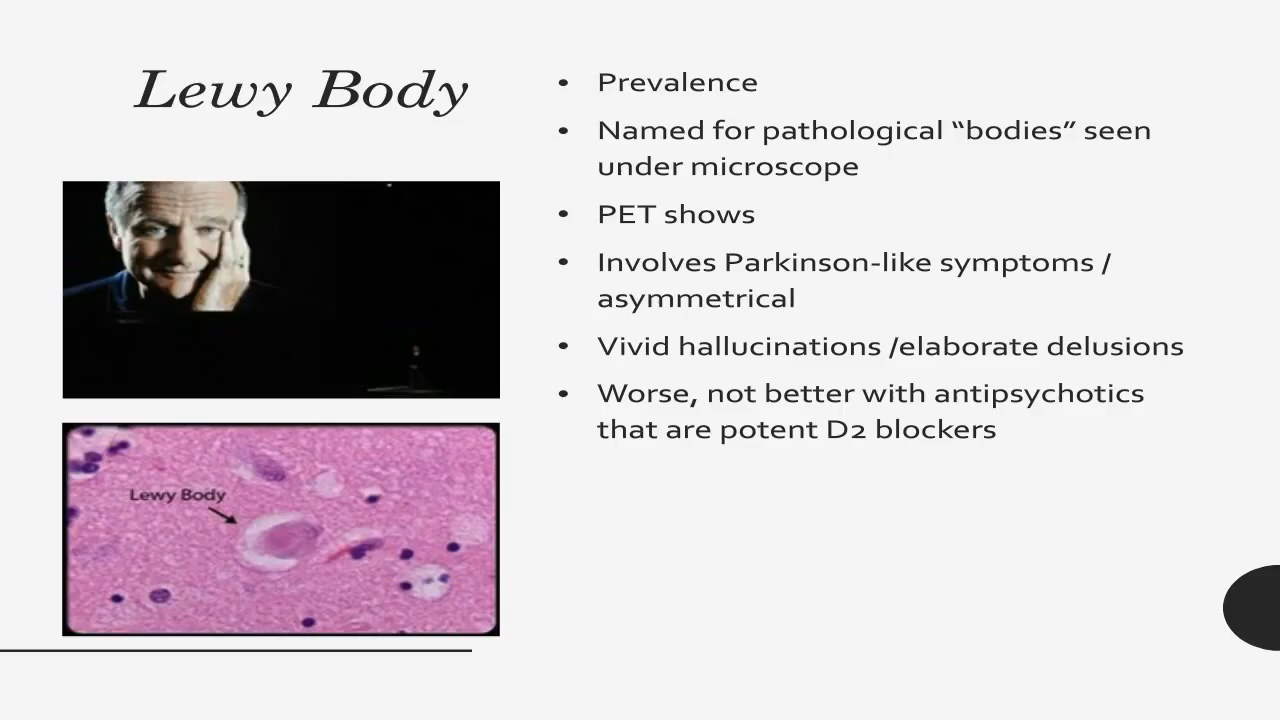 Lewy Body
• Prevalence
• Named for pathological “bodies” seen
under microscope
• PET shows
• Involves Parkinson-like symptoms /
asymmetrical
• Vivid hallucinations /elaborate delusions
• Worse, not better with antipsychotics
that are potent D2 blockers
Lewy Body